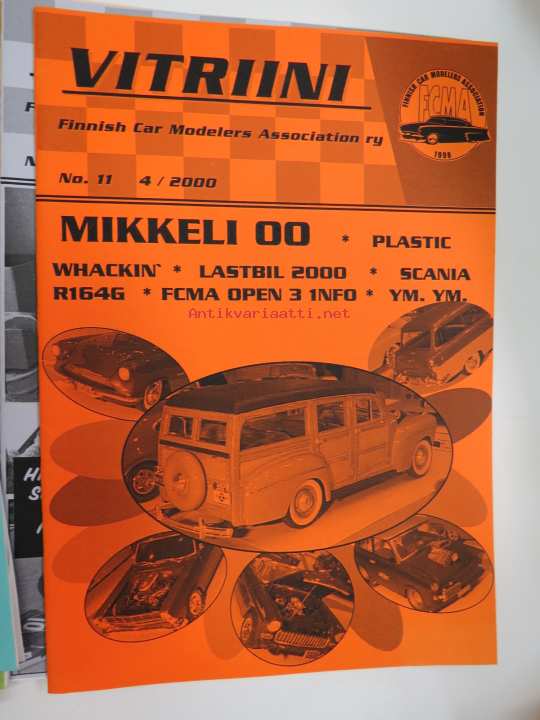 VITRIINI
Finnish Car Modelers Association ry
FINNISH CAR MODELERS ASSOCIATION
FCMA
1999
No. 11 4 / 2000
MIKKELI 00 * PLASTIC
WHACKIN` * LASTBIL 2000 * SCANIA
R164G * FCMA OPEN 3 1NFO * YM. YM.
Antikvariaatti.net